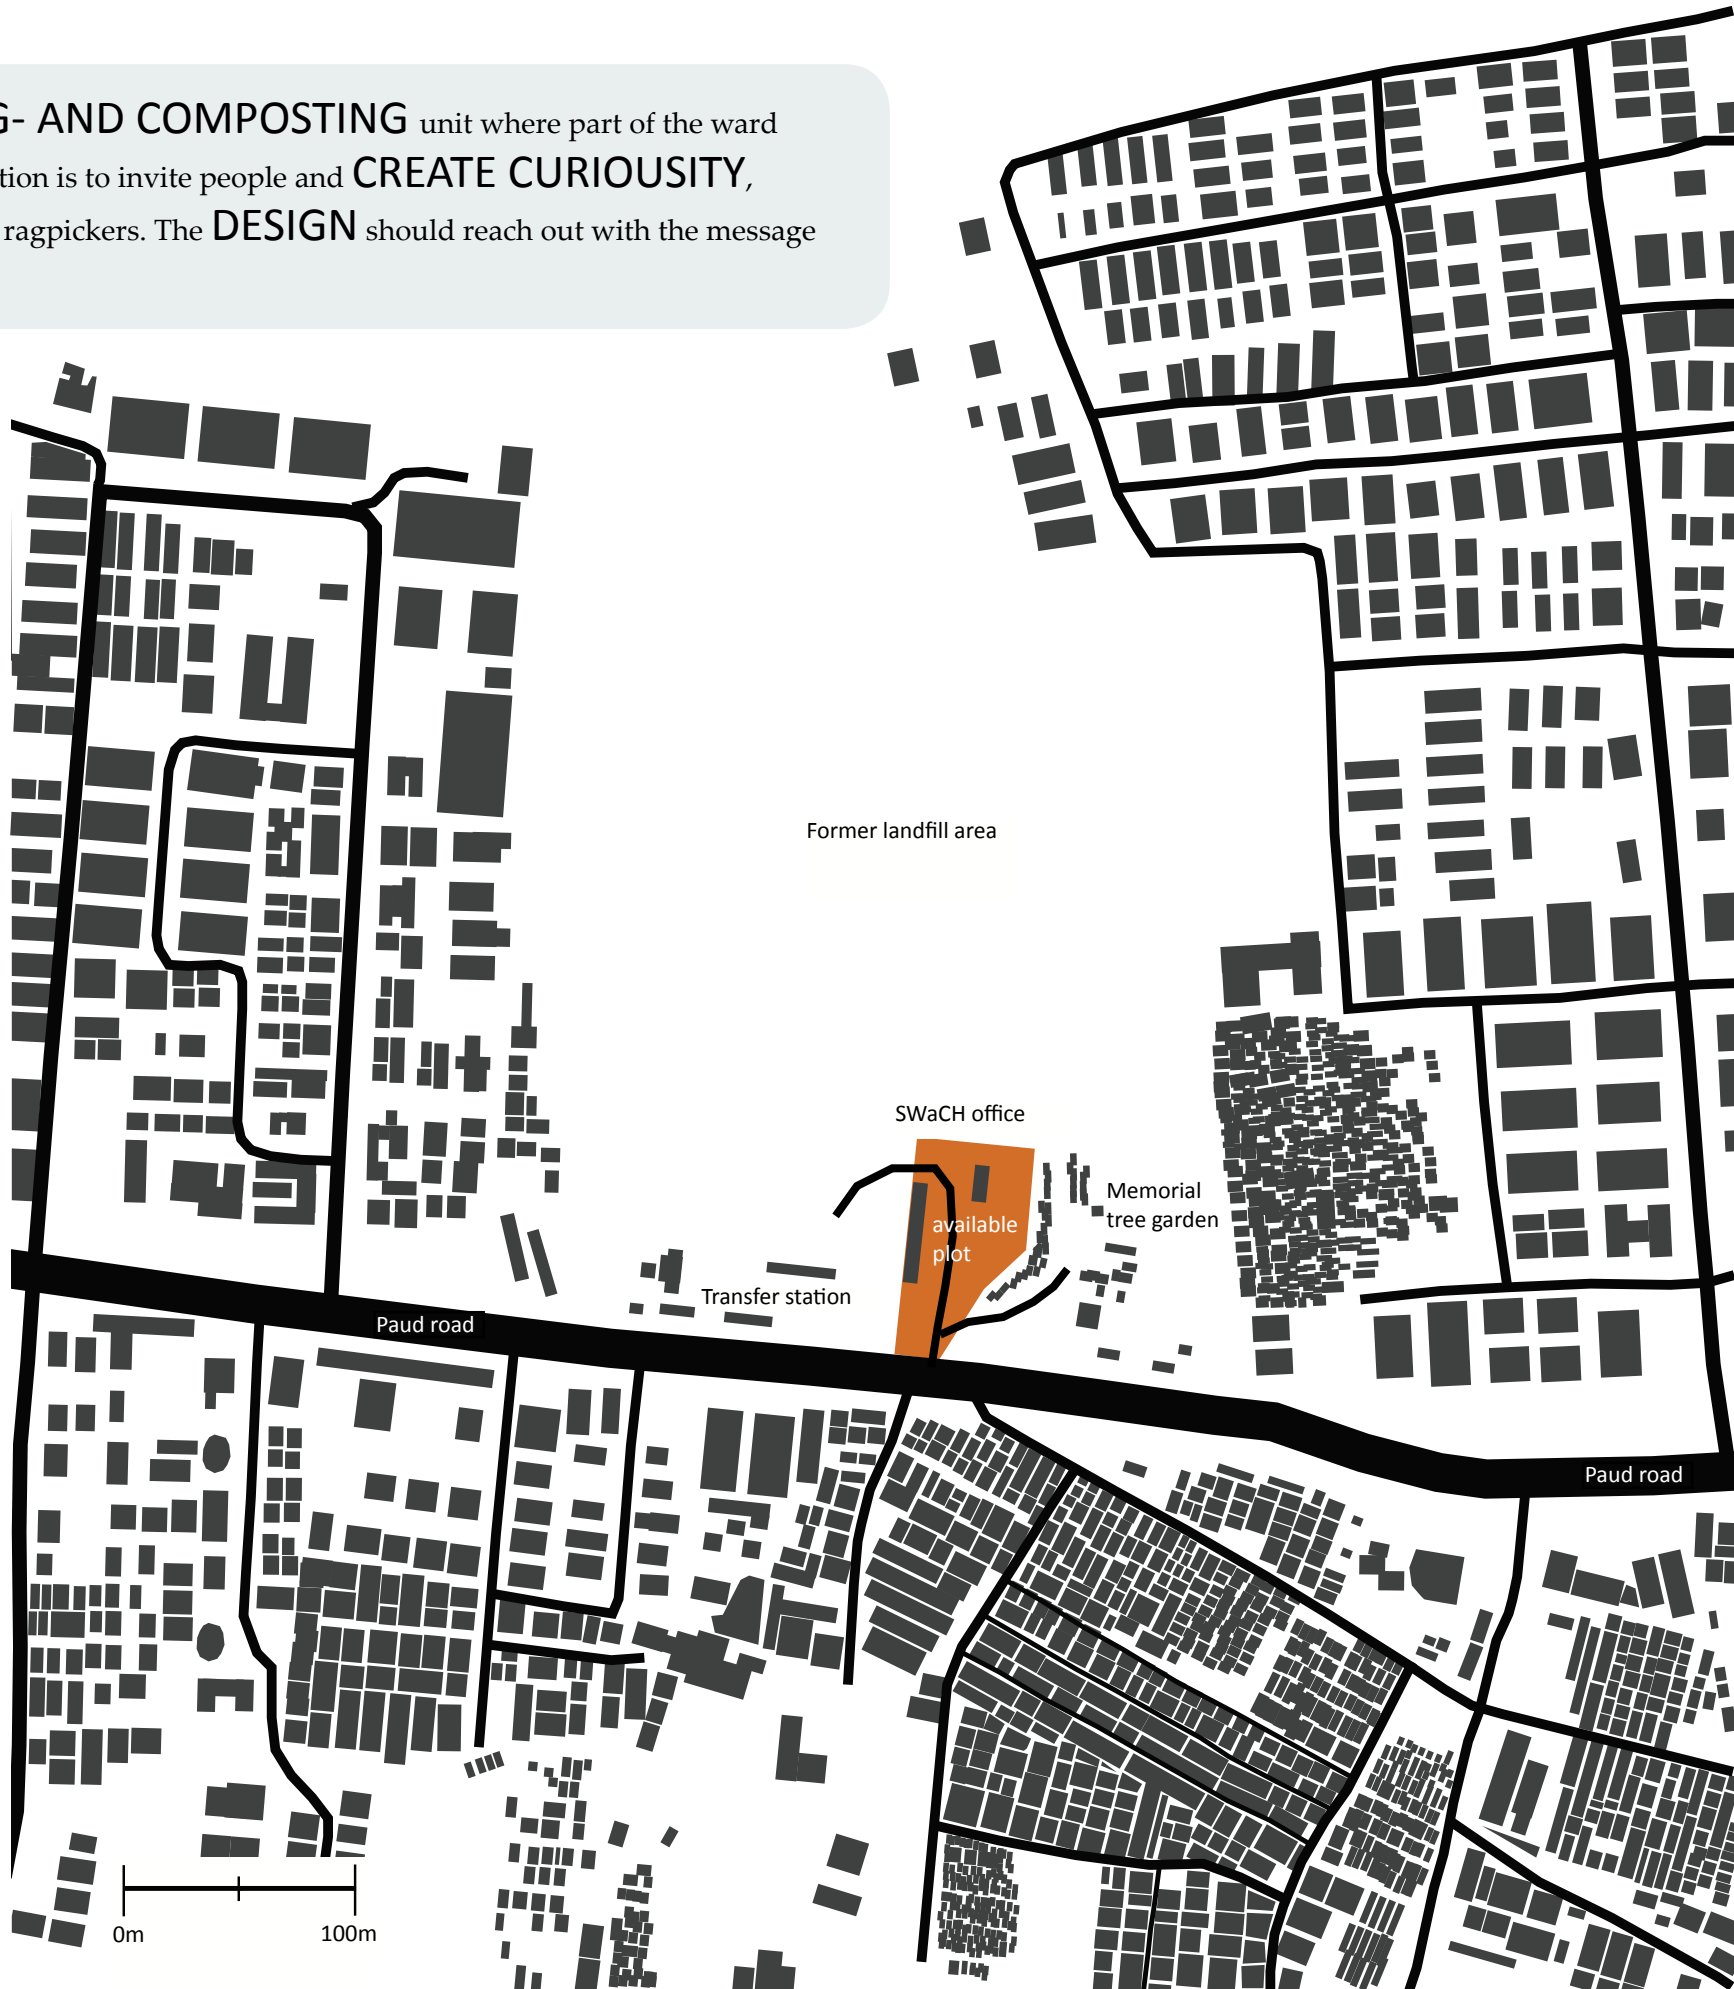 G- AND COMPOSTING unit where part of the ward
tion is to invite people and CREATE CURIOUSITY,
ragpickers. The DESIGN should reach out with the message
Former landfill area
SWaCH office
Memorial
tree garden
available
plot
Transfer station
Paud road
Paud road
0m
100m